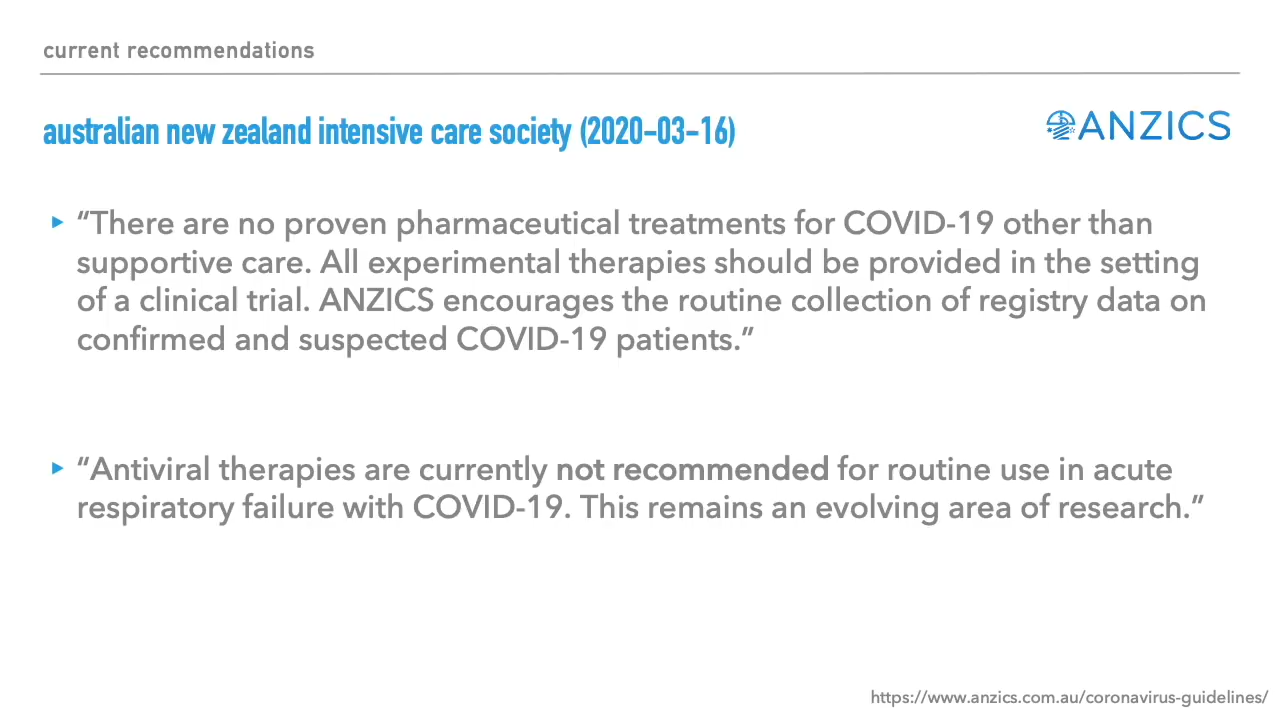 current recommendations
australian new zealand intensive care society (2020-03-16)
ANZICS
‣ “There are no proven pharmaceutical treatments for COVID-19 other than
supportive care. All experimental therapies should be provided in the setting
of a clinical trial. ANZICS encourages the routine collection of registry data on
confirmed and suspected COVID-19 patients.”
‣ “Antiviral therapies are currently not recommended for routine use in acute
respiratory failure with COVID-19. This remains an evolving area of research.”
https://www.anzics.com.au/coronavirus-guidelines/